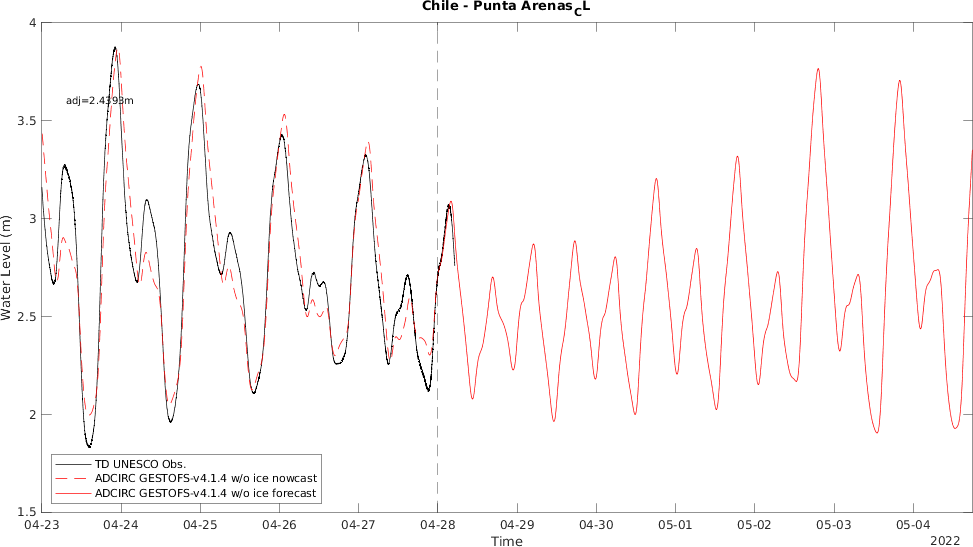 Chile - Punta Arenas_CL
4
3.5
3
2.5
2
1.5
Water Level (m)
adj=2.4393m
TD UNESCO Obs.
ADCIRC GESTOFS-v4.1.4 w/o ice nowcast
ADCIRC GESTOFS-v4.1.4 w/o ice forecast
04-23 04-24 04-25 04-26 04-27 04-28 04-29 04-30 05-01 05-02 05-03 05-04
Time
2022